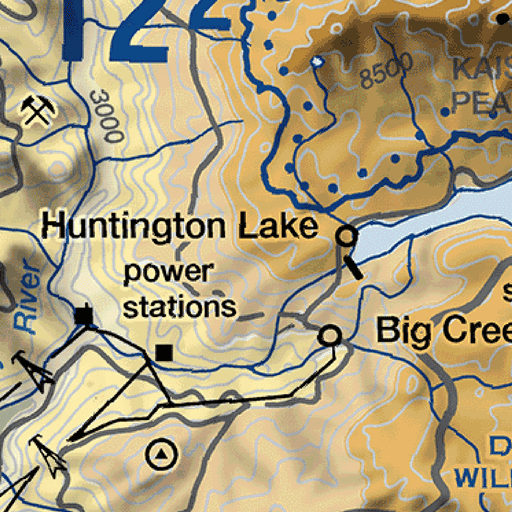 122
8500
KAIS
PEA
3000
Huntington Lake
power
stations
River
s
Big Cree
D
WIL